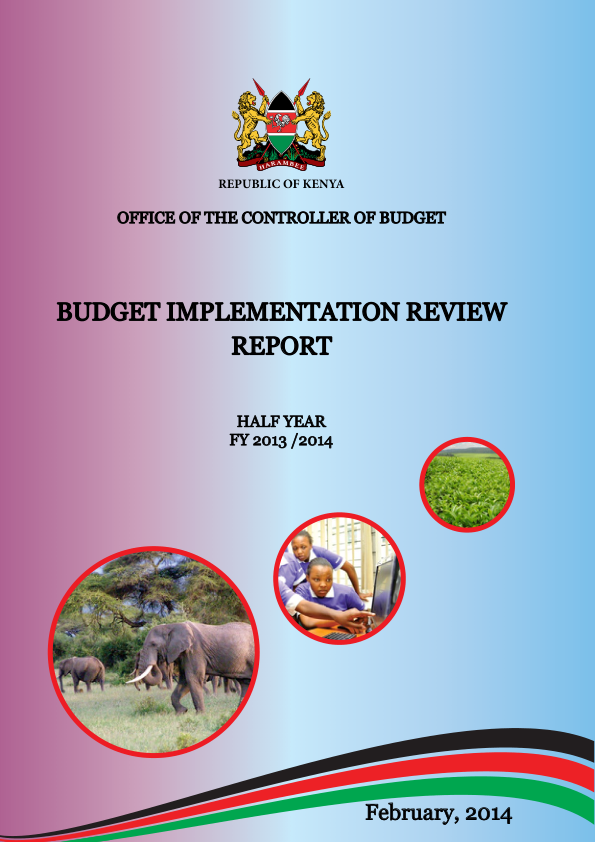 HARAMBEE
REPUBLIC OF KENYA
OFFICE OF THE CONTROLLER OF BUDGET
BUDGET IMPLEMENTATION REVIEW
REPORT
HALF YEAR
FY 2013 /2014
February, 2014